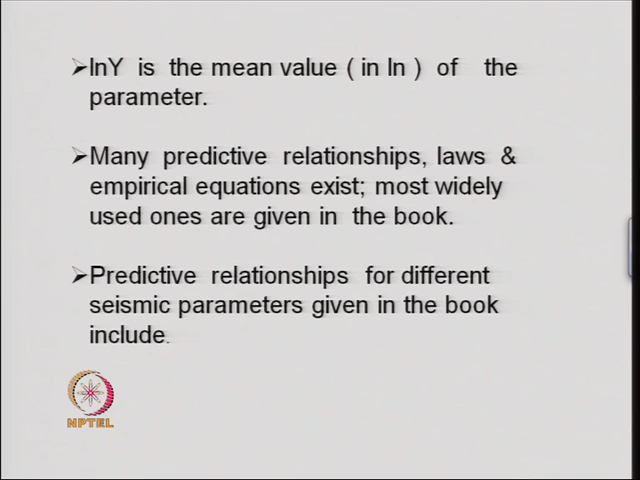 ➢lnY is the mean value ( in ln ) of the
parameter.
➢Many predictive relationships, laws &
empirical equations exist; most widely
used ones are given in the book.
➢Predictive relationships for different
seismic parameters given in the book
include.
NPTEL